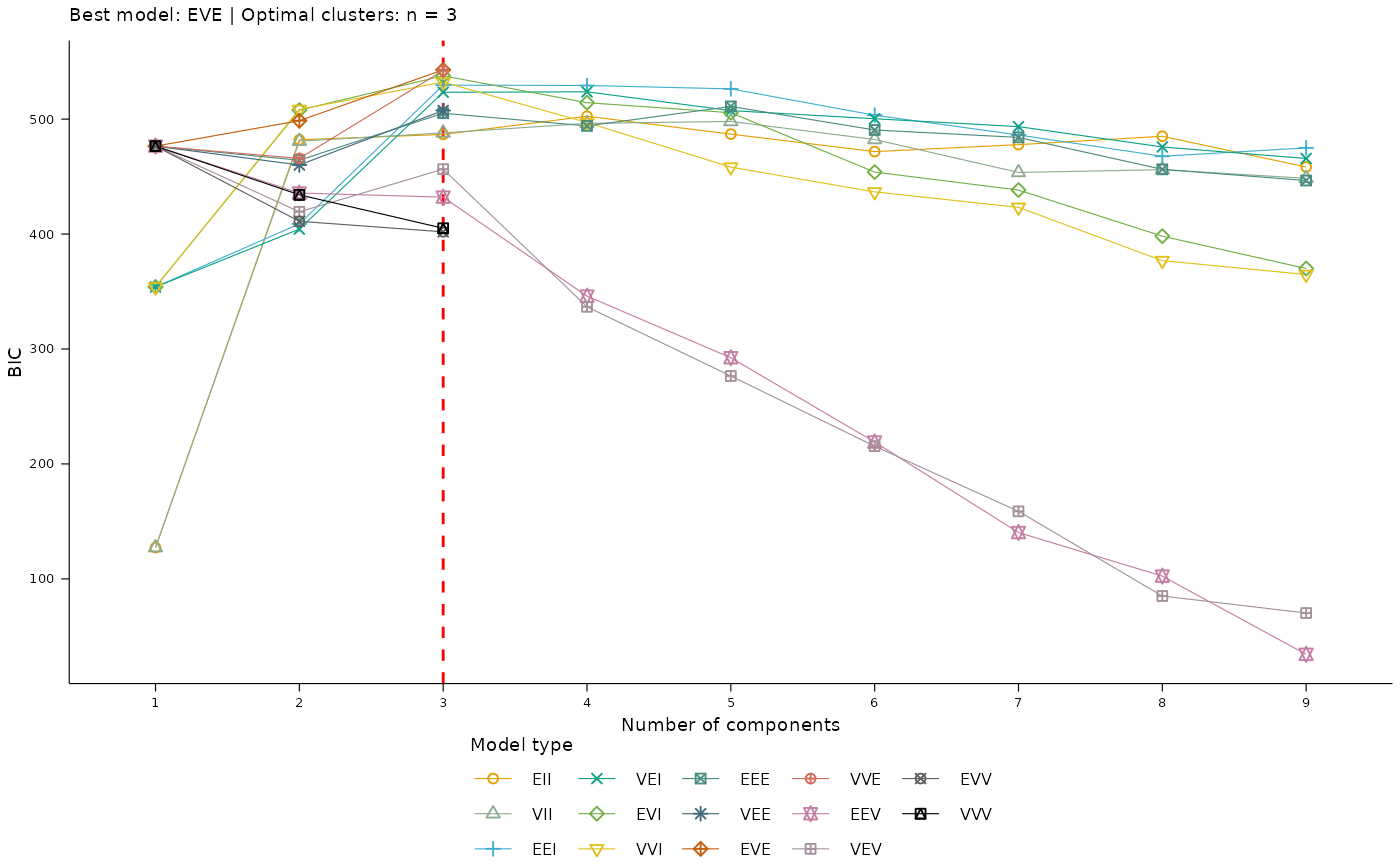 Best model: EVE | Optimal clusters: n = 3
BIC
500
400
300
200
100
1 2 3 4 5 6 7 8 9
Number of components
Model type
EII VEI EEE VVE EVV
VII EVI VEE EEV VVV
EEI VVI EVE VEV